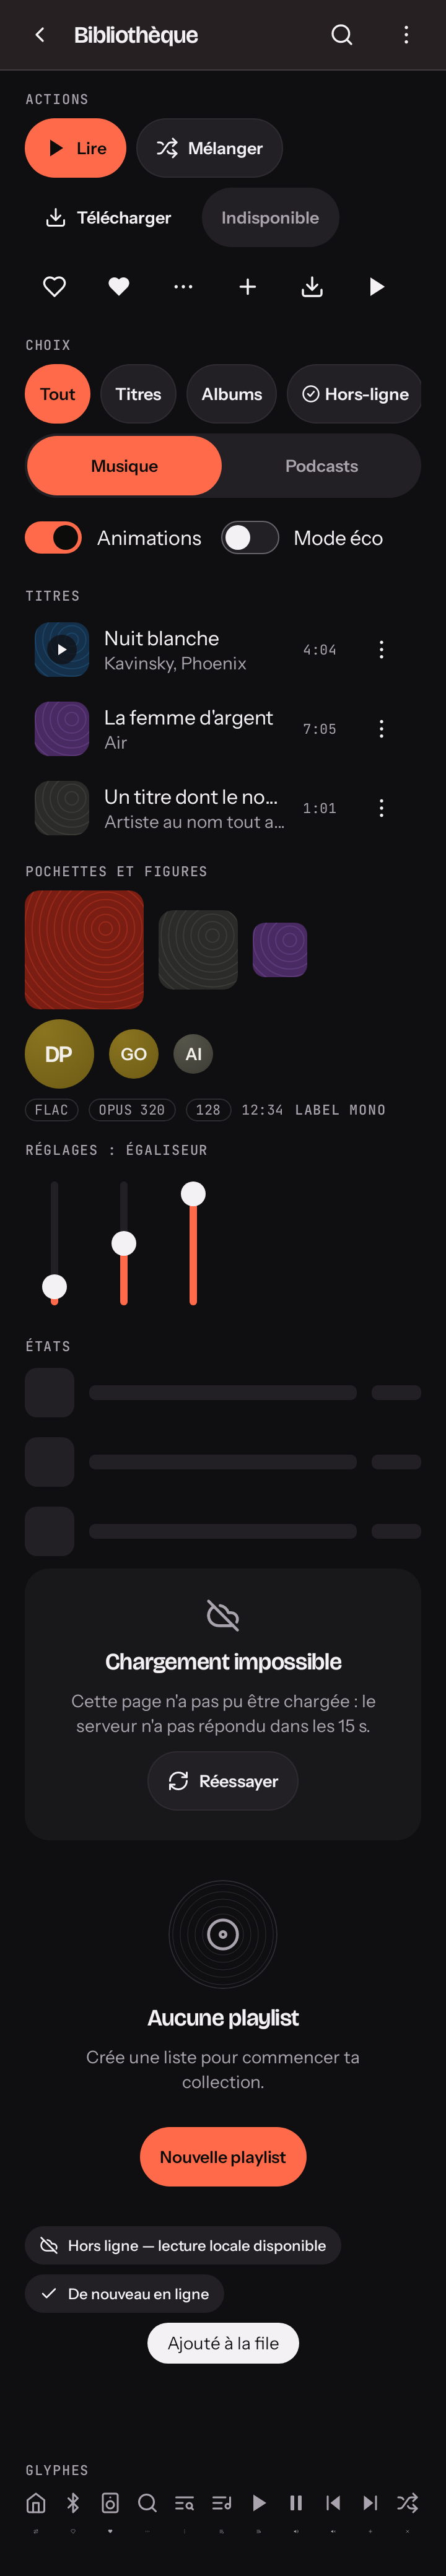 Bibliothèque
ACTIONS
Lire
Mélanger
Télécharger
Indisponible
CHOIX
Tout
Titres
Albums
Hors-ligne
Musique
Podcasts
Animations
Mode éco
TITRES
Nuit blanche
Kavinsky, Phoenix
4:04
La femme d'argent
Air
7:05
Un titre dont le no...
Artiste au nom tout a...
1:01
POCHETTES ET FIGURES
DP
GO
AI
FLAC
OPUS 320
128
12:34
LABEL MONO
RÉGLAGES : ÉGALISEUR
ÉTATS
Chargement impossible
Cette page n'a pas pu être chargée : le
serveur n'a pas répondu dans les 15 s.
Réessayer
Aucune playlist
Crée une liste pour commencer ta
collection.
Nouvelle playlist
Hors ligne — lecture locale disponible
De nouveau en ligne
Ajouté à la file
GLYPHES